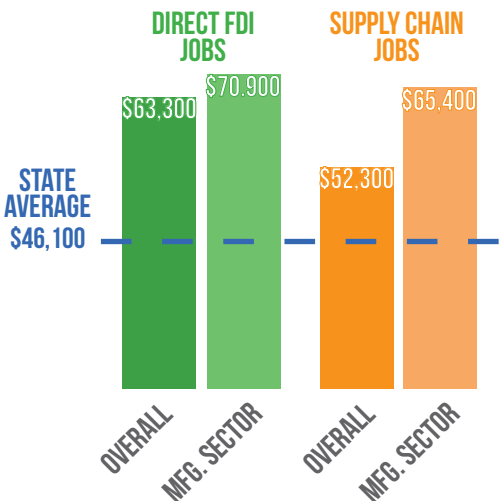 DIRECT FDI
JOBS
SUPPLY CHAIN
JOBS
$63,300
$70,900
$52,300
$65,400
STATE
AVERAGE
$46,100
OVERALL
MFG. SECTOR
OVERALL
MFG. SECTOR